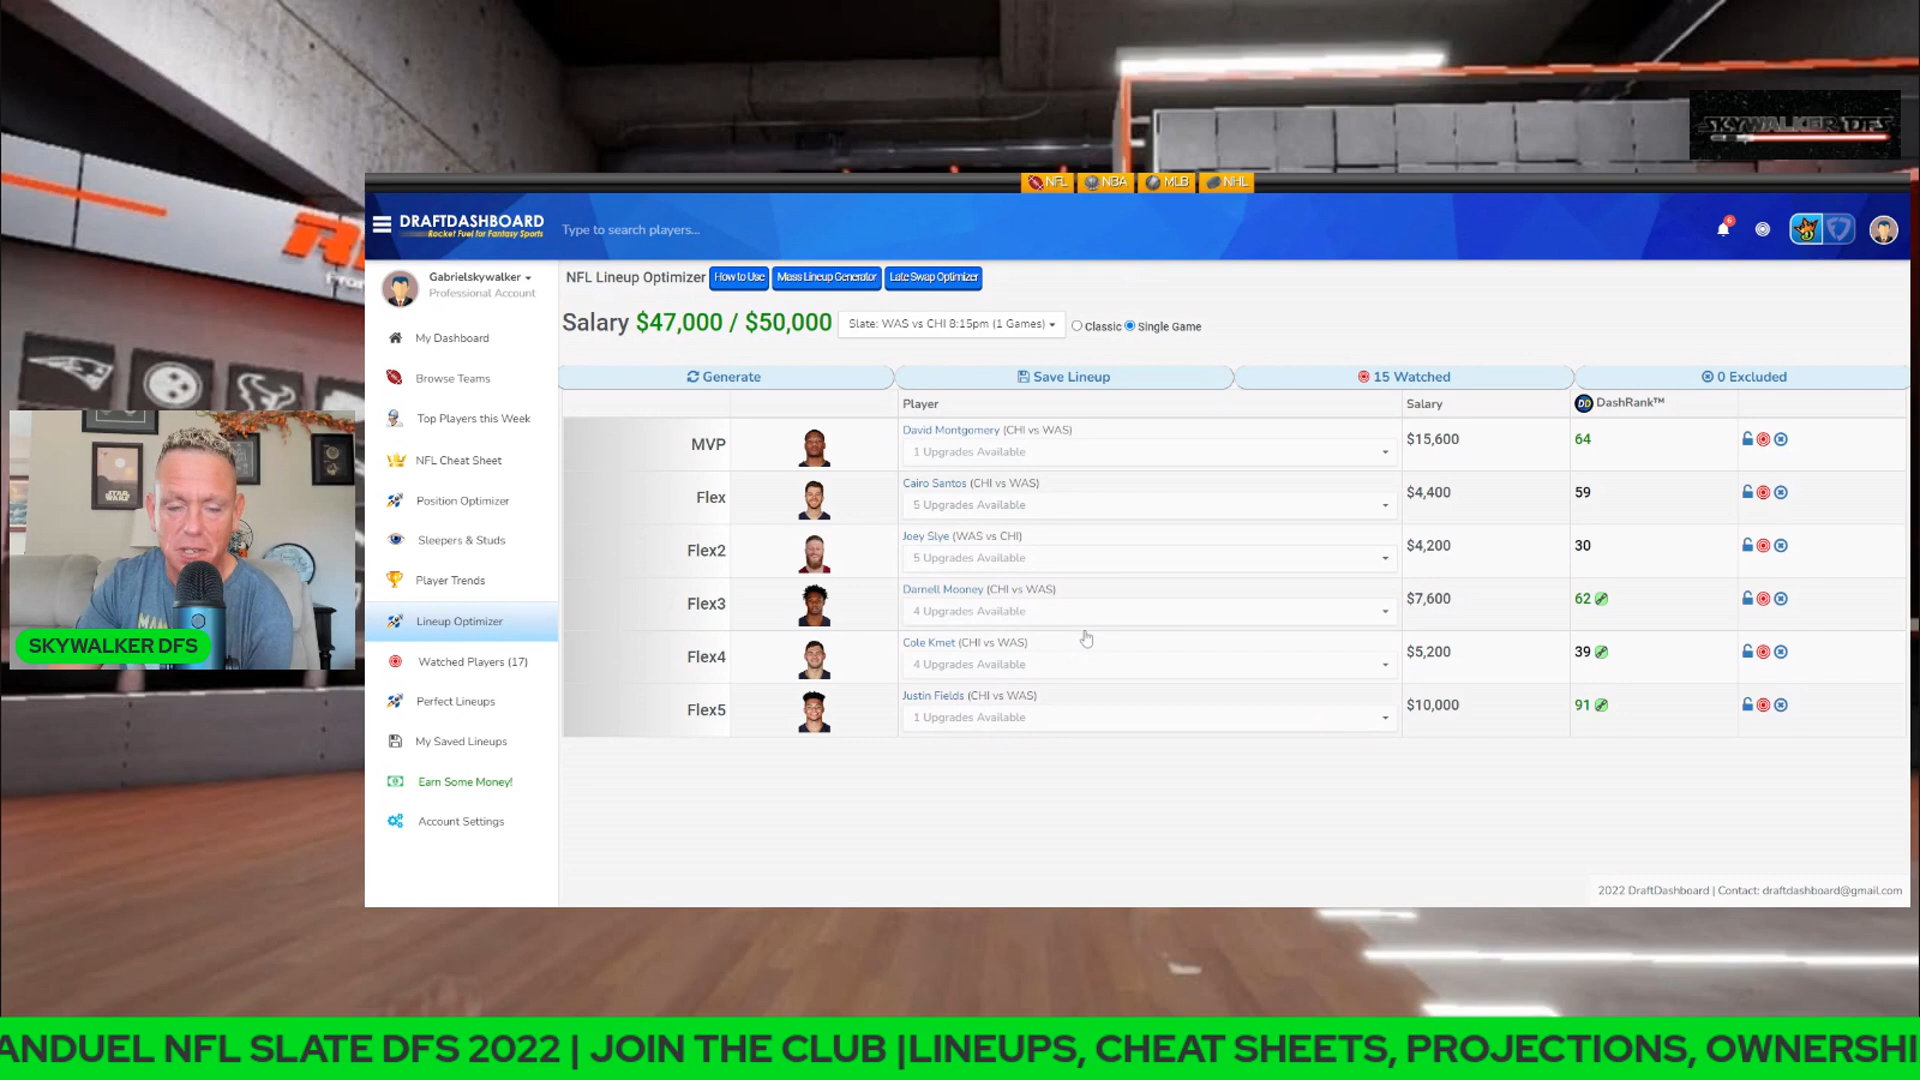 SKYWALKER DFS
NFL NBA MLB NHL
DRAFTDASHBOARD
Rocket Fuel for Fantasy Sports
Type to search players...
6
Gabrielskywalker
Professional Account
My Dashboard
Browse Teams
Top Players this Week
NFL Cheat Sheet
Position Optimizer
Sleepers & Studs
Player Trends
Lineup Optimizer
Watched Players (17)
Perfect Lineups
My Saved Lineups
Earn Some Money!
Account Settings
NFL Lineup Optimizer How to Use Mass Lineup Generator Late Swap Optimizer
Salary $47,000 / $50,000 Slate: WAS vs CHI 8:15pm (1 Games) Classic Single Game
Generate Save Lineup 15 Watched 0 Excluded
Player Salary DD DashRank™
MVP David Montgomery (CHI vs WAS) $15,600 64
1 Upgrades Available
Flex Cairo Santos (CHI vs WAS) $4,400 59
5 Upgrades Available
Flex2 Joey Slye (WAS vs CHI) $4,200 30
5 Upgrades Available
Flex3 Darnell Mooney (CHI vs WAS) $7,600 62
4 Upgrades Available
Flex4 Cole Kmet (CHI vs WAS) $5,200 39
4 Upgrades Available
Flex5 Justin Fields (CHI vs WAS) $10,000 91
1 Upgrades Available
2022 DraftDashboard | Contact: draftdashboard@gmail.com
STAR WARS
SKYWALKER DFS
ANDUEL NFL SLATE DFS 2022 | JOIN THE CLUB |LINEUPS, CHEAT SHEETS, PROJECTIONS, OWNERSHI